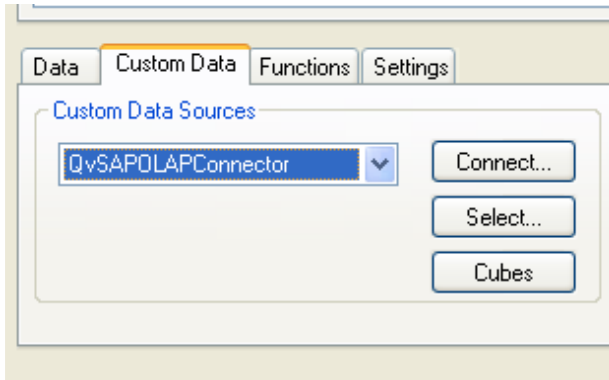 Data Custom Data Functions Settings
Custom Data Sources
QvSAPOLAPConnector Connect...
Select...
Cubes